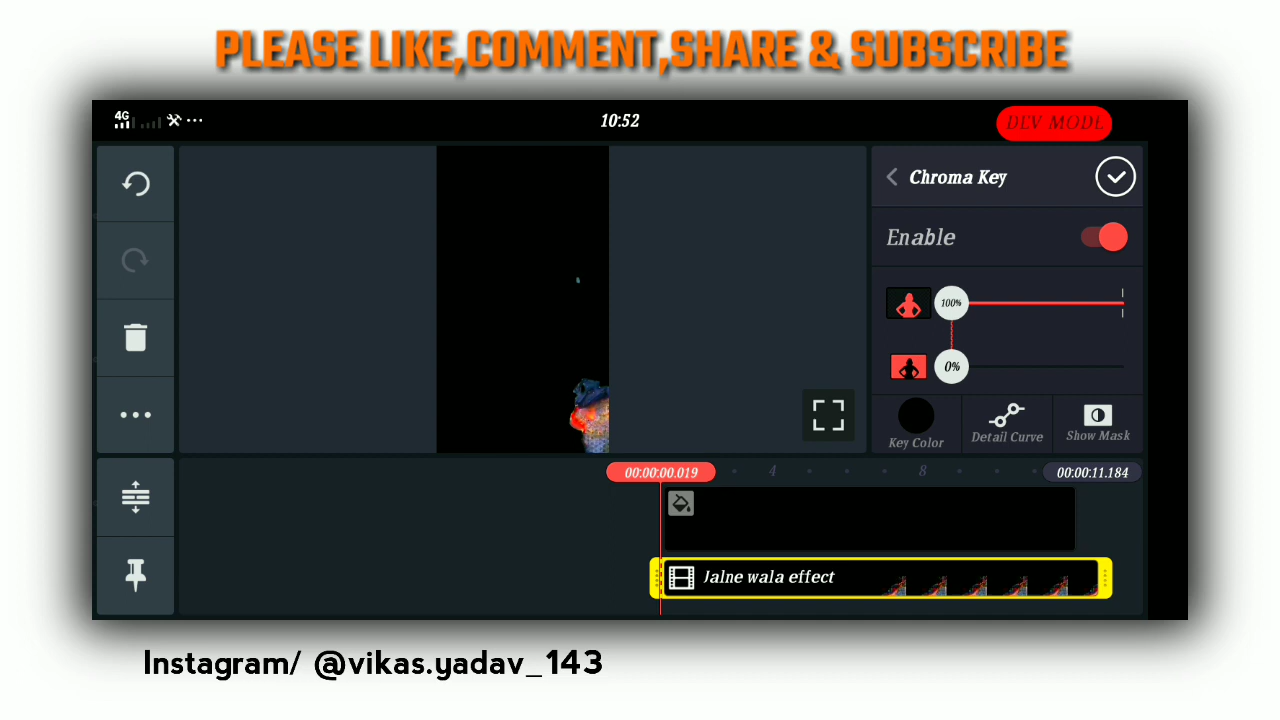 PLEASE LIKE,COMMENT,SHARE & SUBSCRIBE
4G
10:52
DEV MODE
Chroma Key
Enable
100%
0%
Key Color
Detail Curve
Show Mask
00:00:00.019
4
8
00:00:11.184
Jalne wala effect
Instagram/ @vikas.yadav_143